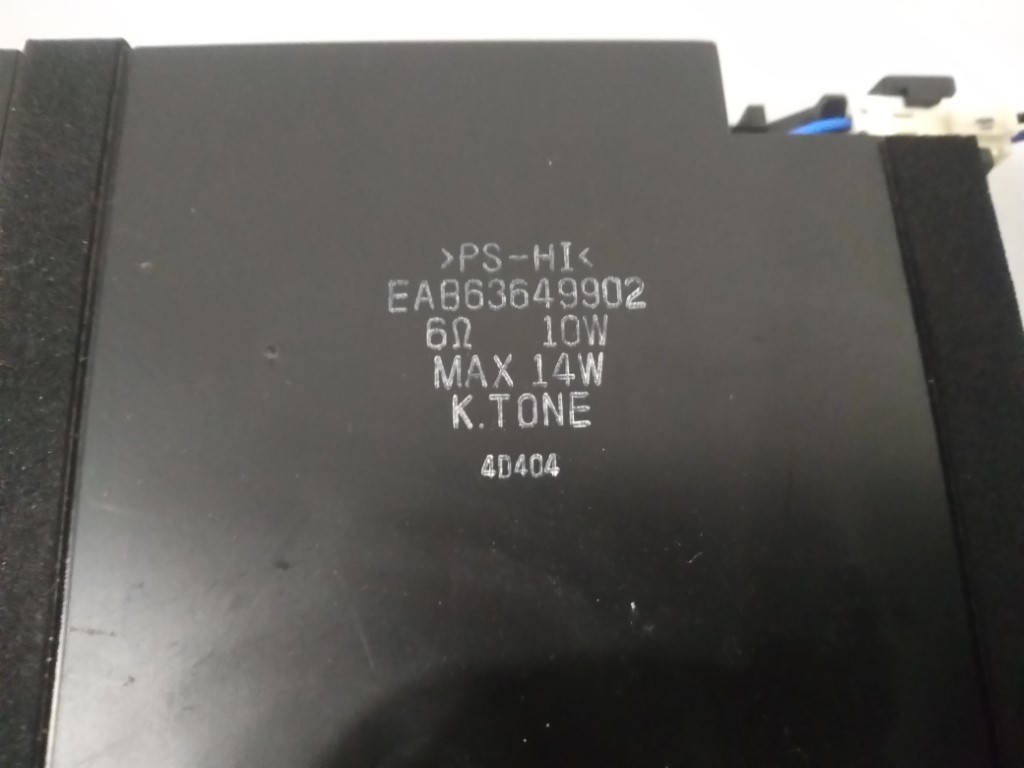 >PS-HI<
EAB63649902
6Ω 10W
MAX 14W
K.TONE
4D404